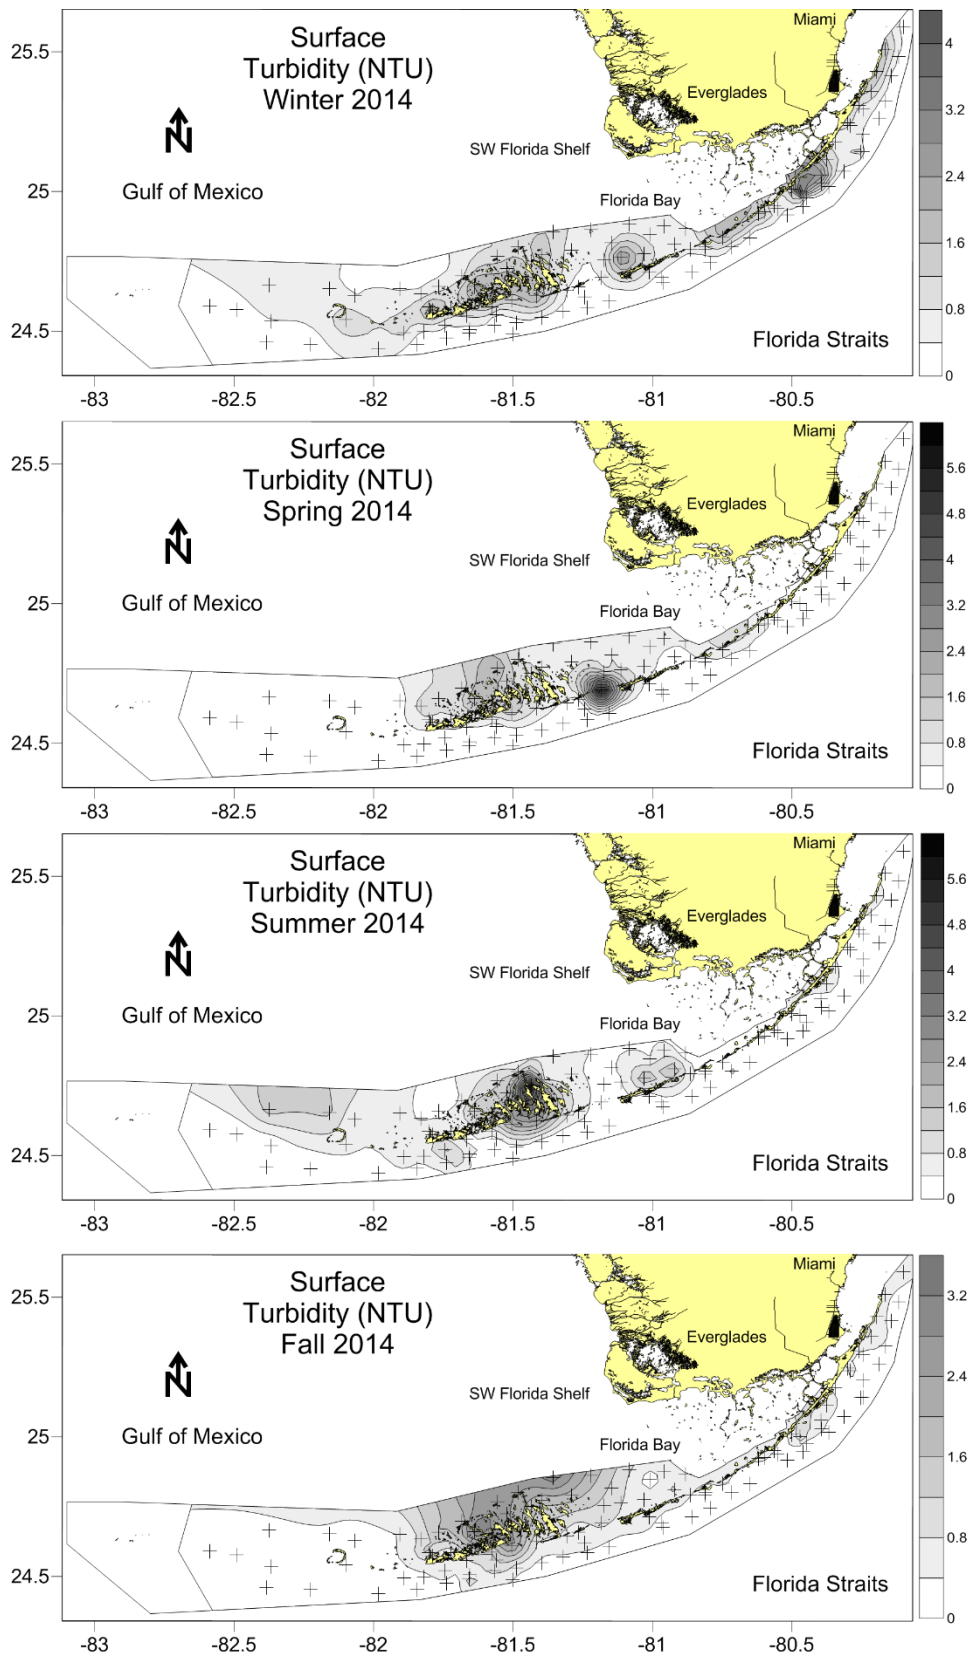 Surface
Turbidity (NTU)
Winter 2014
Miami
Everglades
SW Florida Shelf
N
Gulf of Mexico
Florida Bay
Florida Straits
25.5
25
24.5
-83 -82.5 -82 -81.5 -81 -80.5
4
3.2
2.4
1.6
0.8
0
Surface
Turbidity (NTU)
Spring 2014
Miami
Everglades
SW Florida Shelf
N
Gulf of Mexico
Florida Bay
Florida Straits
25.5
25
24.5
-83 -82.5 -82 -81.5 -81 -80.5
5.6
4.8
4
3.2
2.4
1.6
0.8
0
Surface
Turbidity (NTU)
Summer 2014
Miami
Everglades
SW Florida Shelf
N
Gulf of Mexico
Florida Bay
Florida Straits
25.5
25
24.5
-83 -82.5 -82 -81.5 -81 -80.5
5.6
4.8
4
3.2
2.4
1.6
0.8
0
Surface
Turbidity (NTU)
Fall 2014
Miami
Everglades
SW Florida Shelf
N
Gulf of Mexico
Florida Bay
Florida Straits
25.5
25
24.5
-83 -82.5 -82 -81.5 -81 -80.5
3.2
2.4
1.6
0.8
0